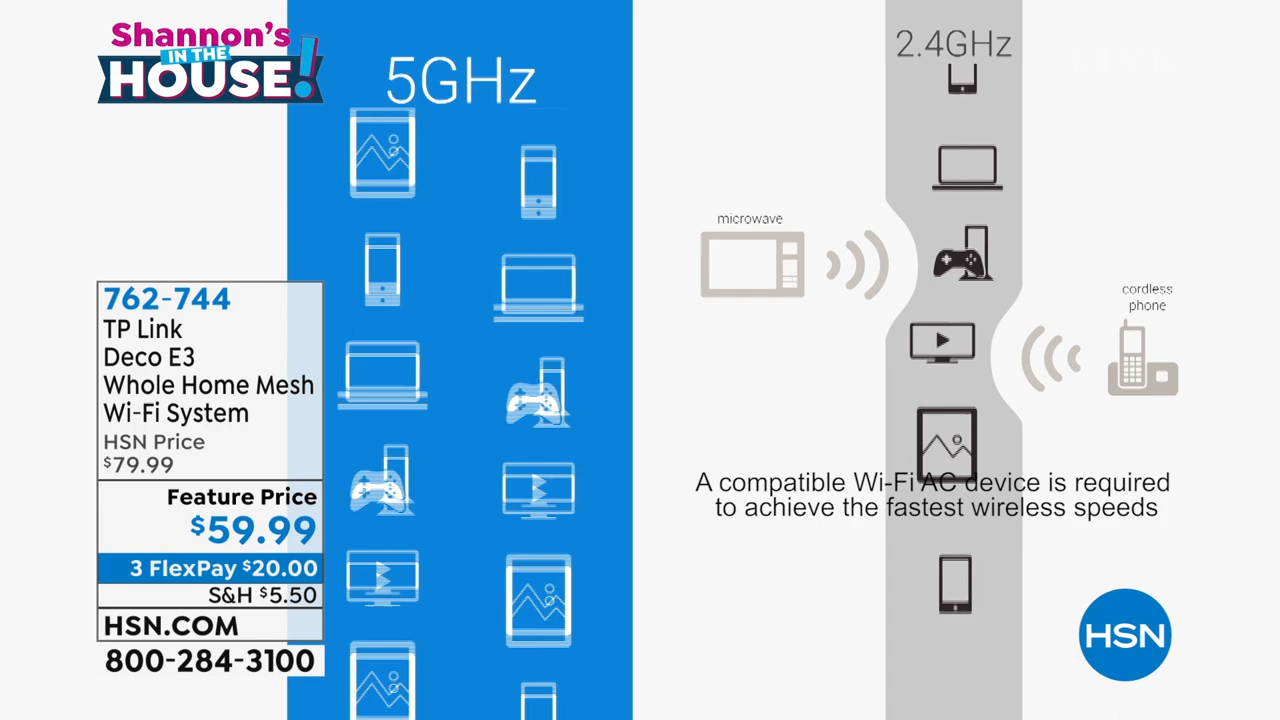 Shannon's
IN THE
HOUSE!
5GHz
2.4GHz
microwave
cordless
phone
762-744
TP Link
Deco E3
Whole Home Mesh
Wi-Fi System
HSN Price
$79.99
Feature Price
$59.99
3 FlexPay $20.00
S&H $5.50
HSN.COM
800-284-3100
A compatible Wi-Fi AC device is required
to achieve the fastest wireless speeds
HSN